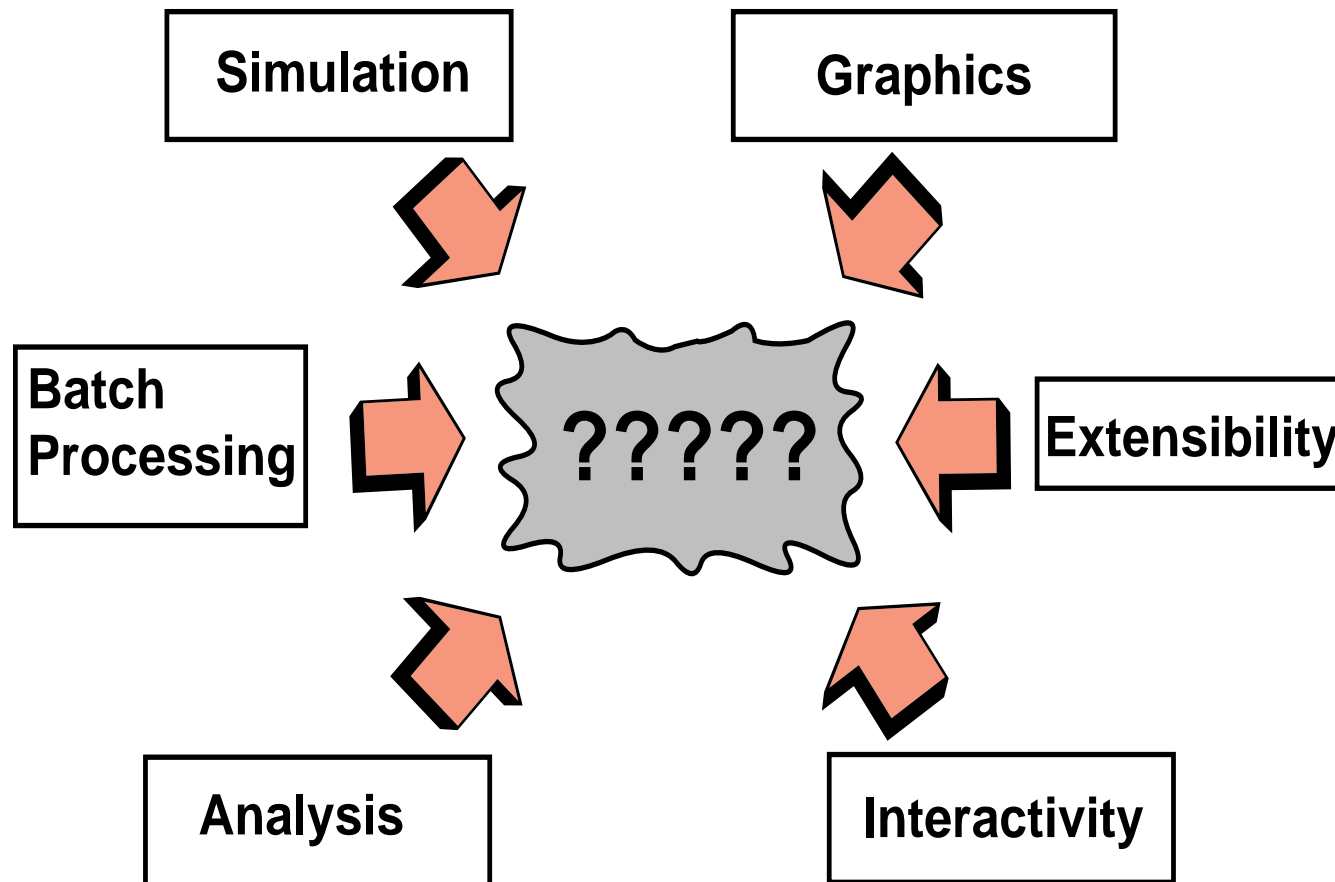 Simulation
Graphics
Batch
Processing
?????
Extensibility
Analysis
Interactivity